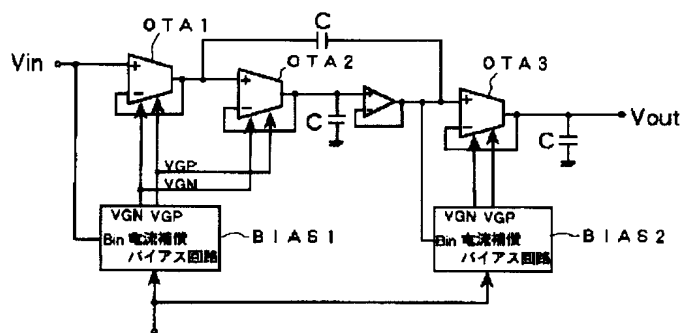 OTA1
C
Vin
OTA2
OTA3
C
C
Vout
VGP
VGN
VGN VGP
VGN VGP
Bin 電流補償
バイアス回路
BIAS1
Bin 電流補償
バイアス回路
BIAS2